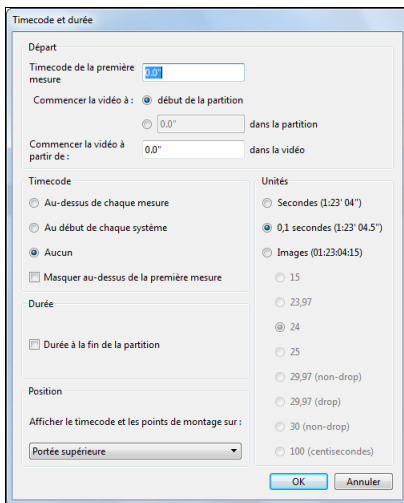 Timecode et durée
Départ
Timecode de la première
mesure
0.0"
Commencer la vidéo à :
début de la partition
0.0"
dans la partition
Commencer la vidéo à
partir de :
0.0"
dans la vidéo
Timecode
Au-dessus de chaque mesure
Au début de chaque système
Aucun
Masquer au-dessus de la première mesure
Durée
Durée à la fin de la partition
Position
Afficher le timecode et les points de montage sur :
Portée supérieure
Unités
Secondes (1:23' 04")
0,1 secondes (1:23' 04.5")
Images (01:23:04:15)
15
23,97
24
25
29,97 (non-drop)
29,97 (drop)
30 (non-drop)
100 (centisecondes)
OK
Annuler